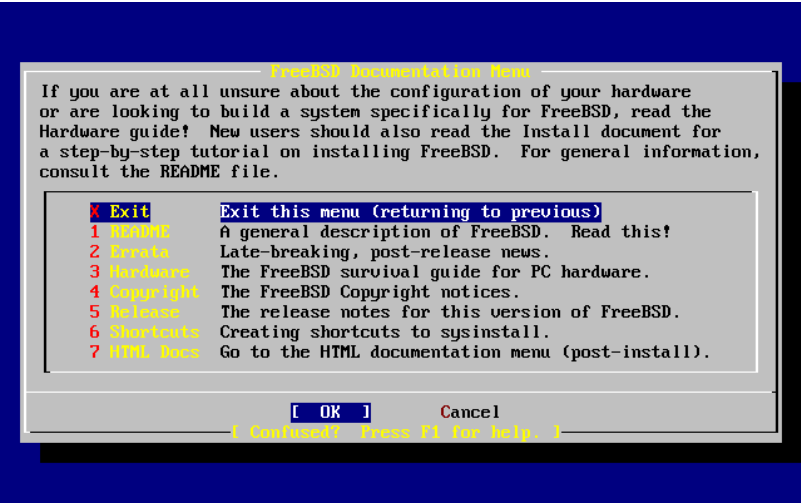 FreeBSD Documentation Menu
If you are at all unsure about the configuration of your hardware
or are looking to build a system specifically for FreeBSD, read the
Hardware guide!  New users should also read the Install document for
a step-by-step tutorial on installing FreeBSD.  For general information,
consult the README file.
X Exit       Exit this menu (returning to previous)
1 README     A general description of FreeBSD.  Read this!
2 Errata     Late-breaking, post-release news.
3 Hardware   The FreeBSD survival guide for PC hardware.
4 Copyright  The FreeBSD Copyright notices.
5 Release    The release notes for this version of FreeBSD.
6 Shortcuts  Creating shortcuts to sysinstall.
7 HTML Docs  Go to the HTML documentation menu (post-install).
[  OK  ]       Cancel
[ Confused?  Press F1 for help. ]